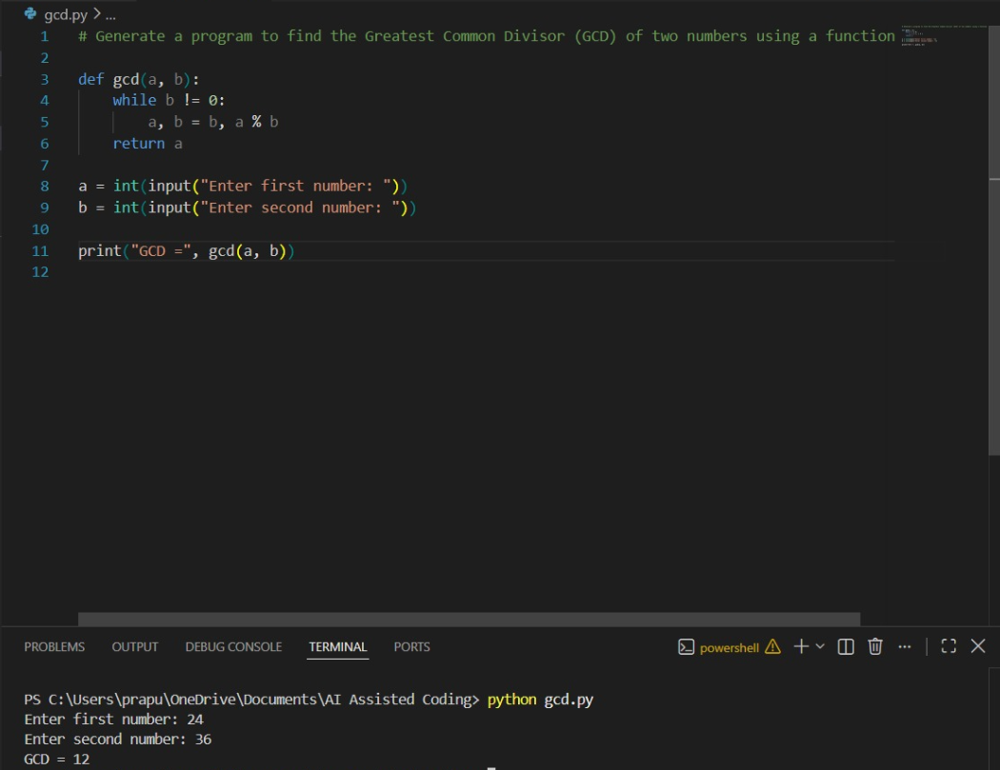 gcd.py > ...
1 # Generate a program to find the Greatest Common Divisor (GCD) of two numbers using a function
2
3 def gcd(a, b):
4     while b != 0:
5         a, b = b, a % b
6     return a
7
8 a = int(input("Enter first number: "))
9 b = int(input("Enter second number: "))
10
11 print("GCD =", gcd(a, b))
12
PROBLEMS OUTPUT DEBUG CONSOLE TERMINAL PORTS powershell
PS C:\Users\prapu\OneDrive\Documents\AI Assisted Coding> python gcd.py
Enter first number: 24
Enter second number: 36
GCD = 12